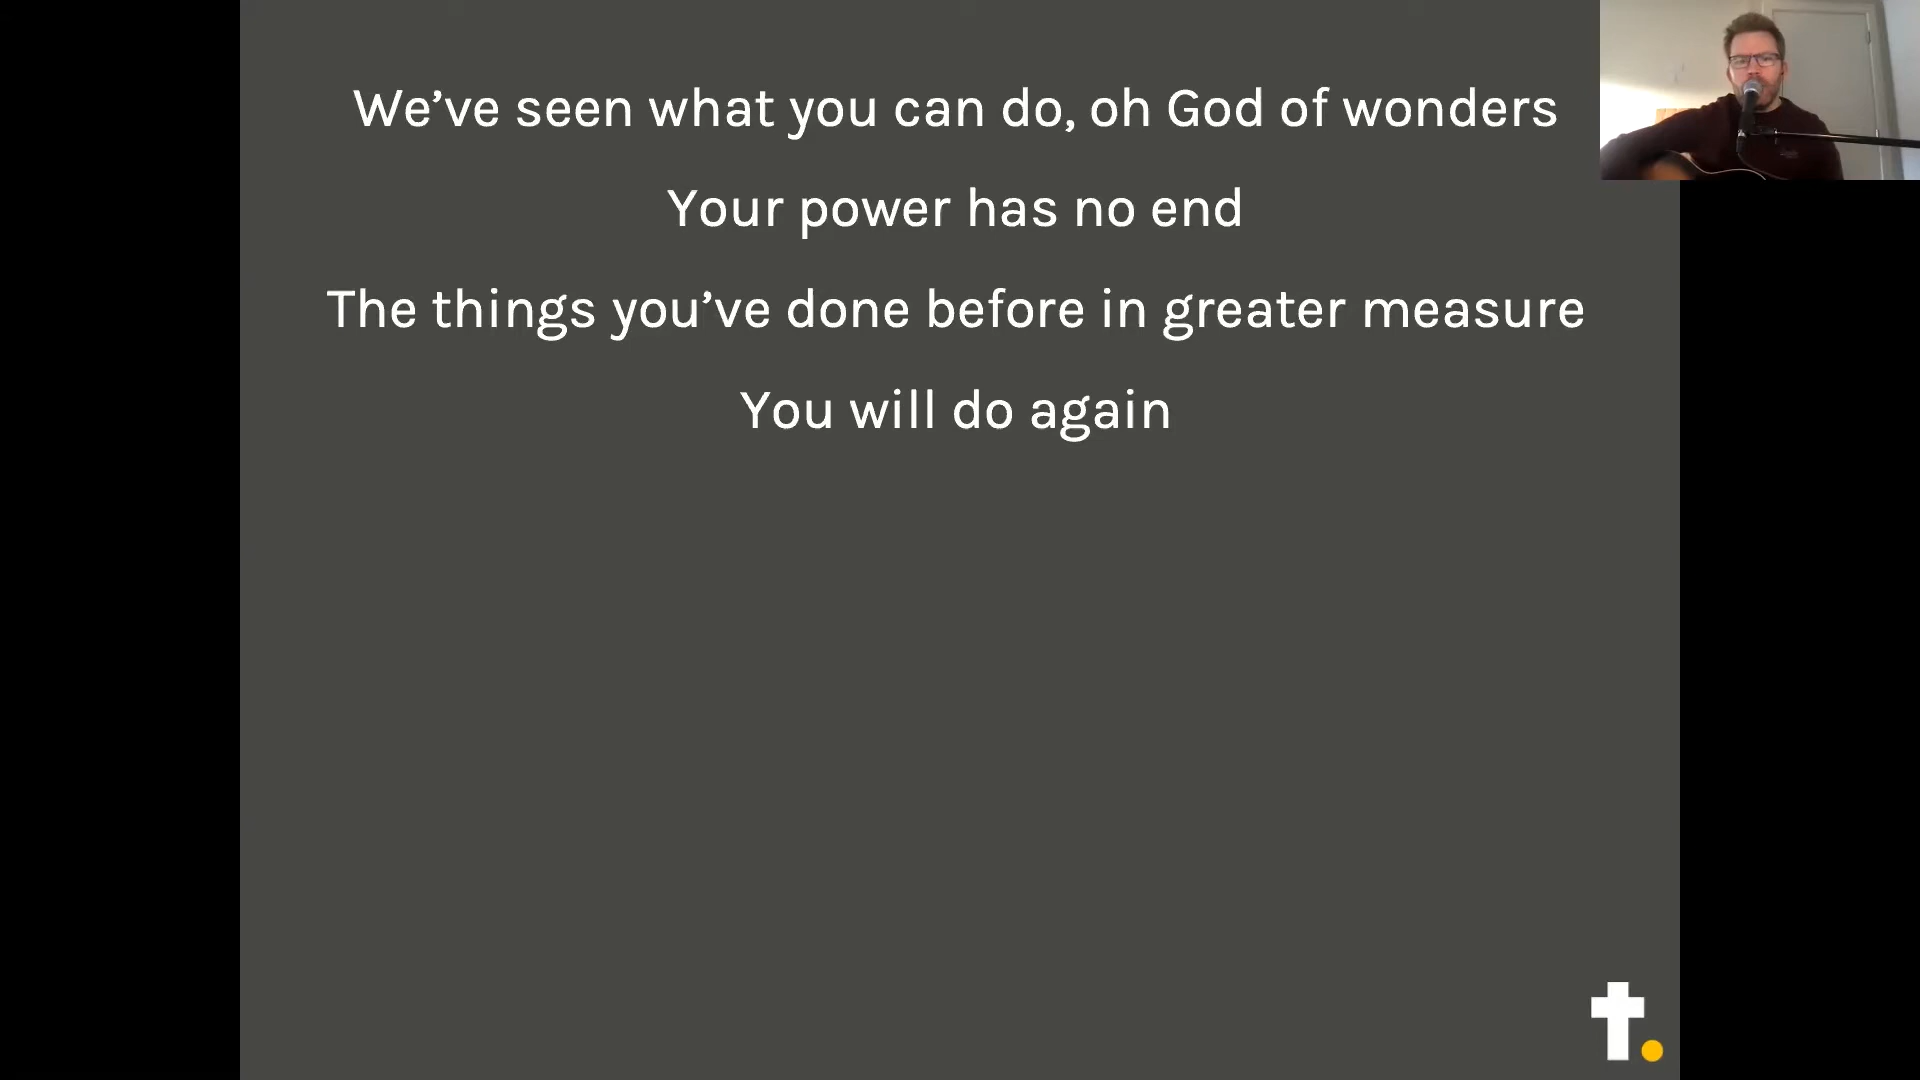 We’ve seen what you can do, oh God of wonders
Your power has no end
The things you’ve done before in greater measure
You will do again
t.